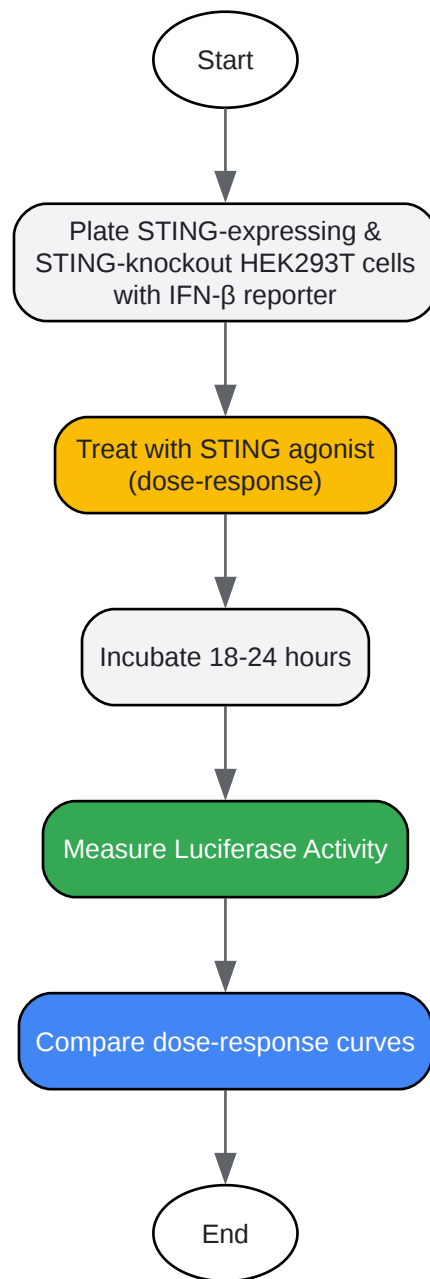 Start
Plate STING-expressing &
STING-knockout HEK293T cells
with IFN-β reporter
Treat with STING agonist
(dose-response)
Incubate 18-24 hours
Measure Luciferase Activity
Compare dose-response curves
End